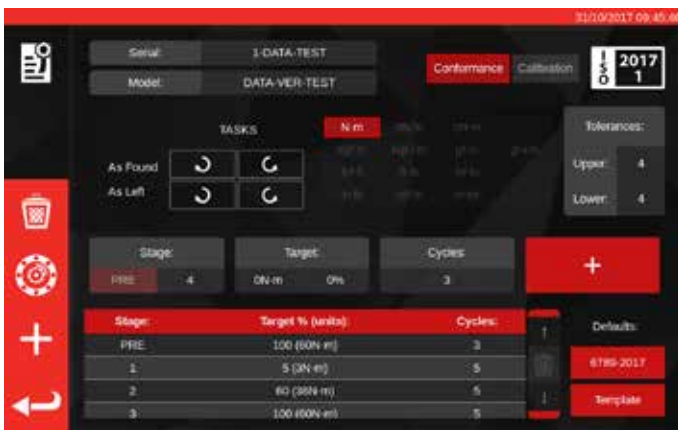 31/10/2017 09:45:46
Serial: 1-DATA-TEST
Model: DATA-VER-TEST
Conformance Calibration
ISO 2017 1
TASKS
N·m
As Found
As Left
Tolerances:
Upper: 4
Lower: 4
Stage: Target: Cycles:
PRE 4 0N·m 0% 3
+
Stage: Target % (units): Cycles:
PRE 100 (60N·m) 3
1 5 (3N·m) 5
2 60 (36N·m) 5
3 100 (60N·m) 5
Defaults:
6789-2017
Template